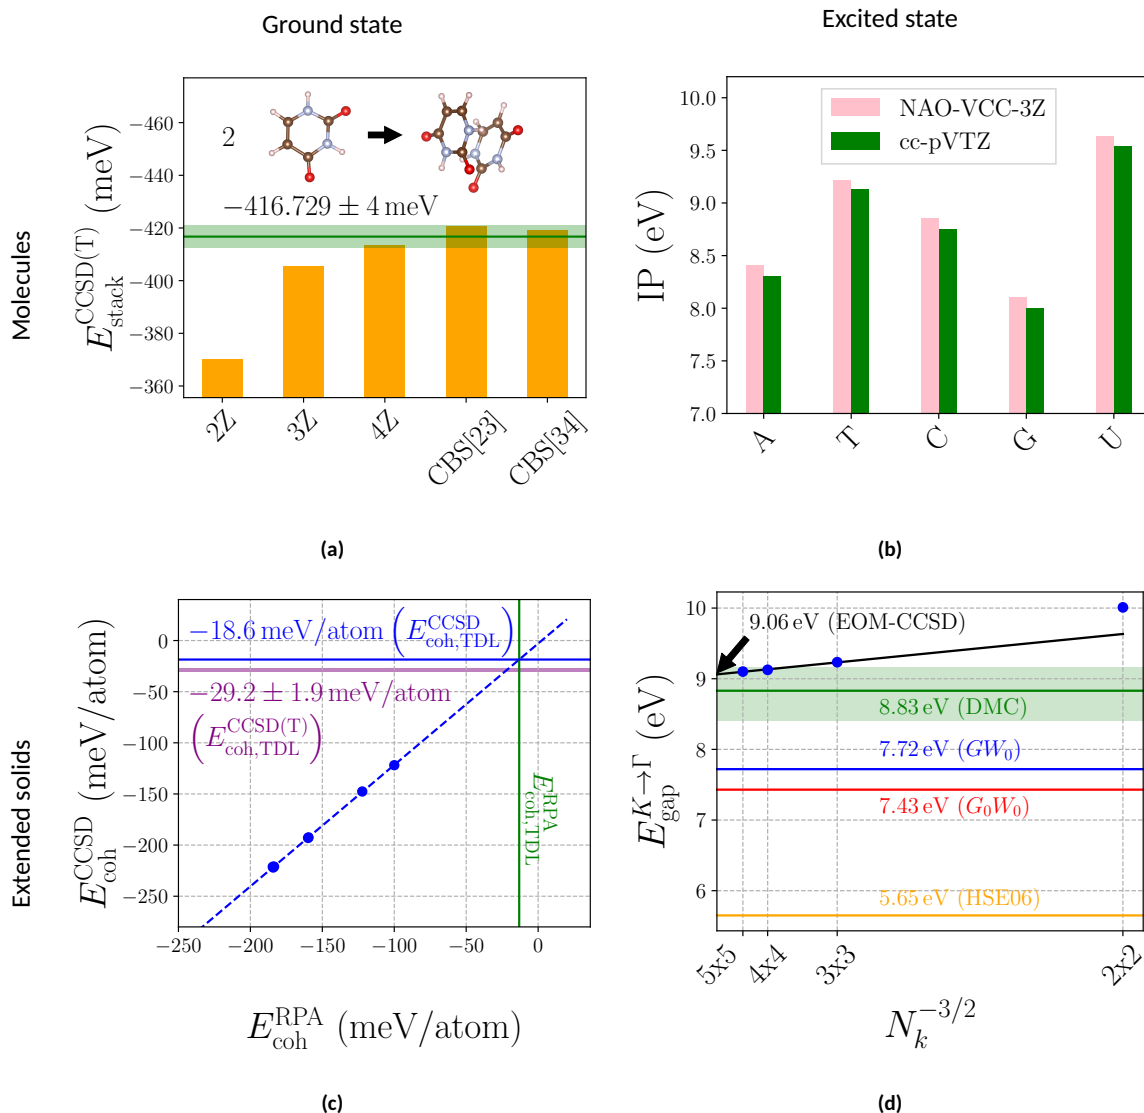 Ground state
Excited state
Molecules
E_stack^CCSD(T) (meV)
−460
−440
−420
−400
−380
−360
2
−416.729 ± 4 meV
2Z
3Z
4Z
CBS[23]
CBS[34]
(a)
IP (eV)
10.0
9.5
9.0
8.5
8.0
7.5
7.0
NAO-VCC-3Z
cc-pVTZ
A
T
C
G
U
(b)
Extended solids
E_coh^CCSD (meV/atom)
0
−50
−100
−150
−200
−250
−18.6 meV/atom (E_coh,TDL^CCSD)
−29.2 ± 1.9 meV/atom
(E_coh,TDL^CCSD(T))
E_coh,TDL^RPA
−250
−200
−150
−100
−50
0
E_coh^RPA (meV/atom)
(c)
E_gap^K→Γ (eV)
10
9
8
7
6
9.06 eV (EOM-CCSD)
8.83 eV (DMC)
7.72 eV (GW₀)
7.43 eV (G₀W₀)
5.65 eV (HSE06)
5x5
4x4
3x3
2x2
N_k^−3/2
(d)